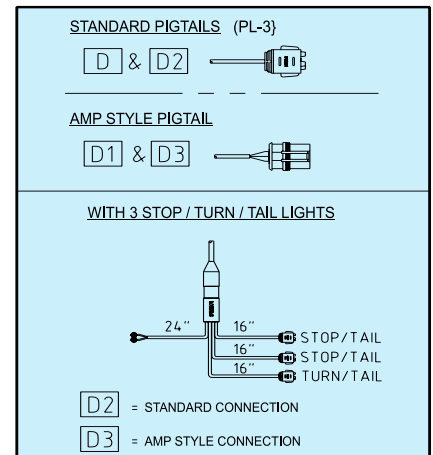 STANDARD PIGTAILS (PL-3}
D & D2
AMP STYLE PIGTAIL
D1 & D3
WITH 3 STOP / TURN / TAIL LIGHTS
24" 16" STOP/TAIL
16" STOP/TAIL
16" TURN/TAIL
D2 = STANDARD CONNECTION
D3 = AMP STYLE CONNECTION